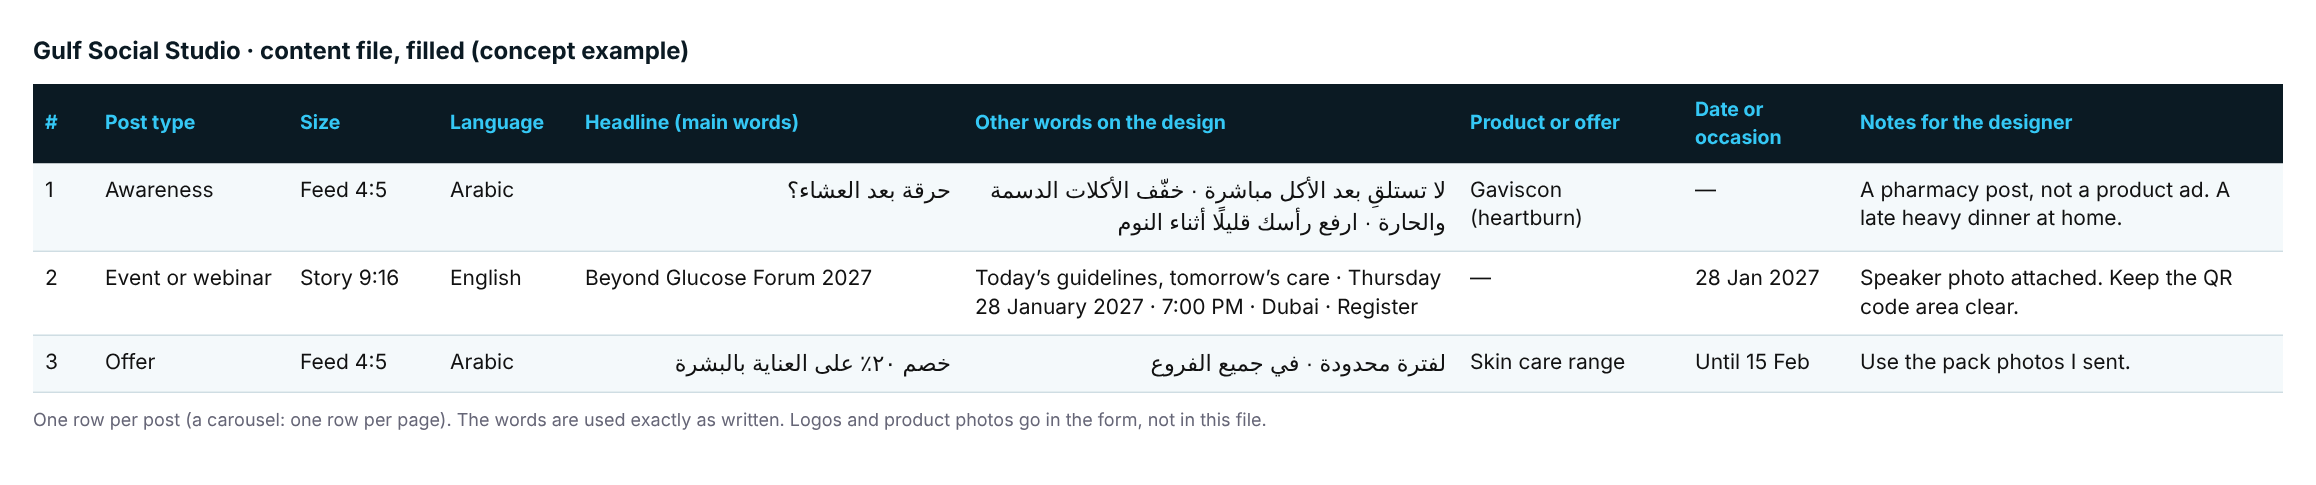 Gulf Social Studio · content file, filled (concept example)
# Post type Size Language Headline (main words) Other words on the design Product or offer Date or occasion Notes for the designer
1 Awareness Feed 4:5 Arabic
حرقة بعد العشاء؟
لا تستلقِ بعد الأكل مباشرة · خفّف الأكلات الدسمة
والحارة · ارفع رأسك قليلًا أثناء النوم
Gaviscon
(heartburn)
—
A pharmacy post, not a product ad. A
late heavy dinner at home.
2 Event or webinar Story 9:16 English
Beyond Glucose Forum 2027
Today’s guidelines, tomorrow’s care · Thursday
28 January 2027 · 7:00 PM · Dubai · Register
—
28 Jan 2027
Speaker photo attached. Keep the QR
code area clear.
3 Offer Feed 4:5 Arabic
خصم ٢٠٪ على العناية بالبشرة
لفترة محدودة · في جميع الفروع
Skin care range
Until 15 Feb
Use the pack photos I sent.
One row per post (a carousel: one row per page). The words are used exactly as written. Logos and product photos go in the form, not in this file.